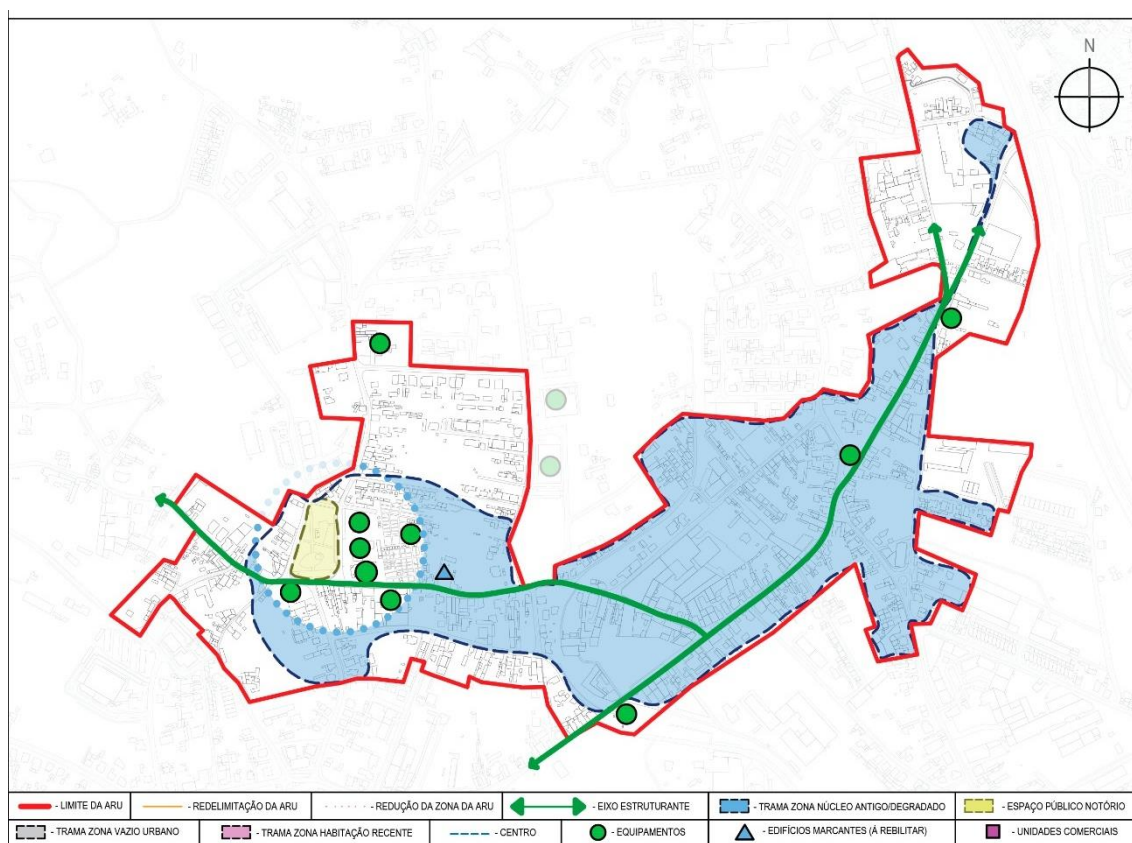 N
- LIMITE DA ARU
- REDELIMITAÇÃO DA ARU
- REDUÇÃO DA ZONA DA ARU
- EIXO ESTRUTURANTE
- TRAMA ZONA NÚCLEO ANTIGO/DEGRADADO
- ESPAÇO PÚBLICO NOTÓRIO
- TRAMA ZONA VAZIO URBANO
- TRAMA ZONA HABITAÇÃO RECENTE
- CENTRO
- EQUIPAMENTOS
- EDIFÍCIOS MARCANTES (Á REBILITAR)
- UNIDADES COMERCIAIS